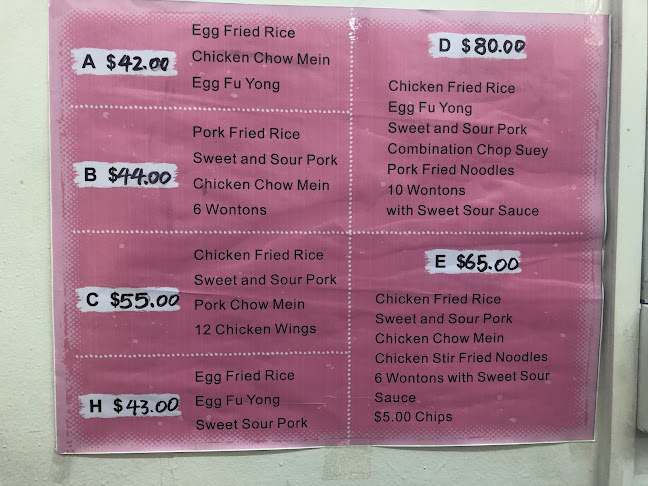 A $42.00
Egg Fried Rice
Chicken Chow Mein
Egg Fu Yong
B $44.00
Pork Fried Rice
Sweet and Sour Pork
Chicken Chow Mein
6 Wontons
C $55.00
Chicken Fried Rice
Sweet and Sour Pork
Pork Chow Mein
12 Chicken Wings
H $43.00
Egg Fried Rice
Egg Fu Yong
Sweet Sour Pork
D $80.00
Chicken Fried Rice
Egg Fu Yong
Sweet and Sour Pork
Combination Chop Suey
Pork Fried Noodles
10 Wontons
with Sweet Sour Sauce
E $65.00
Chicken Fried Rice
Sweet and Sour Pork
Chicken Chow Mein
Chicken Stir Fried Noodles
6 Wontons with Sweet Sour
Sauce
$5.00 Chips